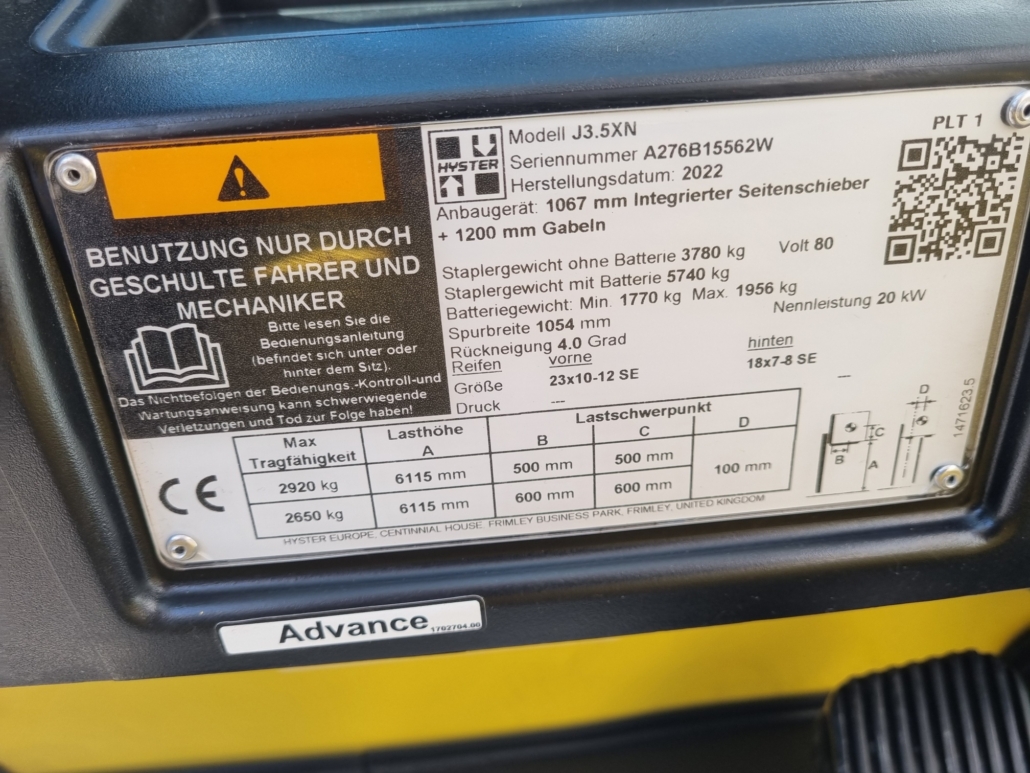 PLT 1
HYSTER
Modell J3.5XN
Seriennummer A276B15562W
Herstellungsdatum: 2022
Anbaugerät: 1067 mm Integrierter Seitenschieber
+ 1200 mm Gabeln
Staplergewicht ohne Batterie 3780 kg Volt 80
Staplergewicht mit Batterie 5740 kg
Batteriegewicht: Min. 1770 kg Max. 1956 kg
Spurbreite 1054 mm Nennleistung 20 kW
Rückneigung 4.0 Grad
Reifen vorne hinten
Größe 23x10-12 SE 18x7-8 SE
Druck --- ---
BENUTZUNG NUR DURCH
GESCHULTE FAHRER UND
MECHANIKER
Bitte lesen Sie die
Bedienungsanleitung
(befindet sich unter oder
hinter dem Sitz).
Das Nichtbefolgen der Bedienungs.-Kontroll-und
Wartungsanweisung kann schwerwiegende
Verletzungen und Tod zur Folge haben!
CE
Max Tragfähigkeit Lasthöhe A Lastschwerpunkt B C D
2920 kg 6115 mm 500 mm 500 mm 100 mm
2650 kg 6115 mm 600 mm 600 mm
D
C
B
A
1471623.5
HYSTER EUROPE, CENTINNIAL HOUSE, FRIMLEY BUSINESS PARK, FRIMLEY, UNITED KINGDOM
Advance 1702704.00